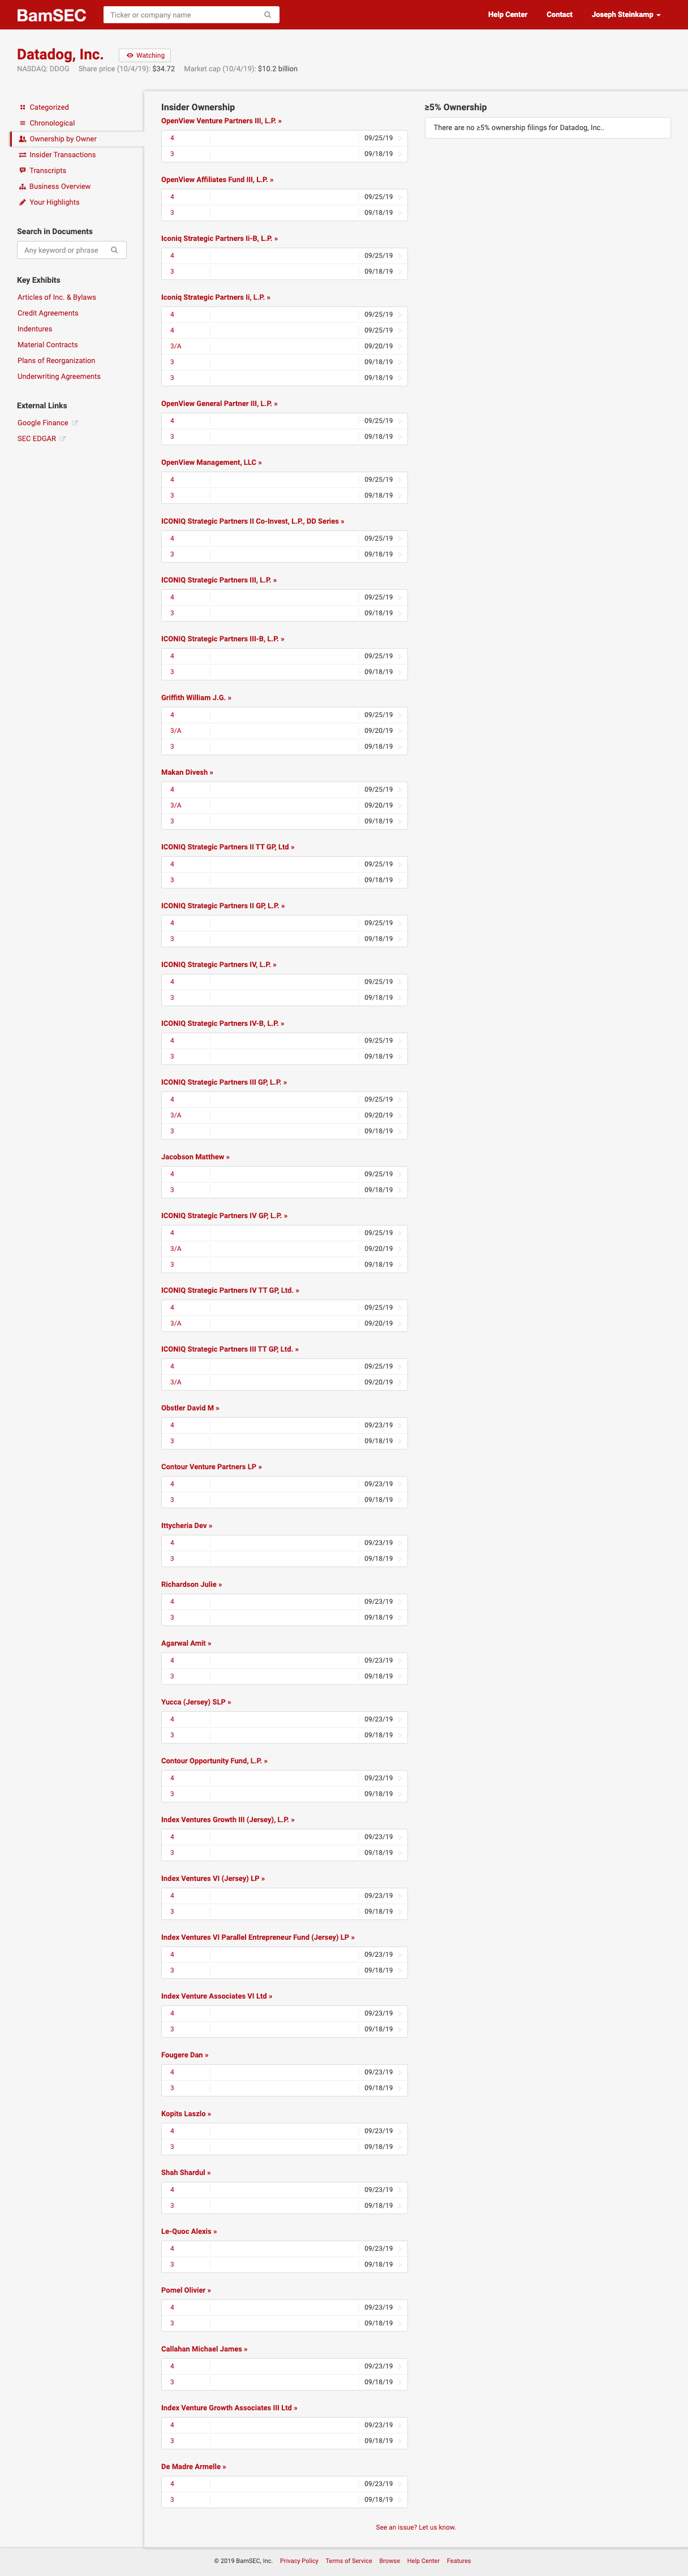 BamSEC
Ticker or company name
Help Center
Contact
Joseph Steinkamp
Datadog, Inc.
Watching
NASDAQ: DDOG Share price (10/4/19): $34.72 Market cap (10/4/19): $10.2 billion
Categorized
Chronological
Ownership by Owner
Insider Transactions
Transcripts
Business Overview
Your Highlights
Search in Documents
Any keyword or phrase
Key Exhibits
Articles of Inc. & Bylaws
Credit Agreements
Indentures
Material Contracts
Plans of Reorganization
Underwriting Agreements
External Links
Google Finance
SEC EDGAR
Insider Ownership
OpenView Venture Partners III, L.P. »
4 09/25/19
3 09/18/19
OpenView Affiliates Fund III, L.P. »
4 09/25/19
3 09/18/19
Iconiq Strategic Partners Ii-B, L.P. »
4 09/25/19
3 09/18/19
Iconiq Strategic Partners Ii, L.P. »
4 09/25/19
4 09/25/19
3/A 09/20/19
3 09/18/19
3 09/18/19
OpenView General Partner III, L.P. »
4 09/25/19
3 09/18/19
OpenView Management, LLC »
4 09/25/19
3 09/18/19
ICONIQ Strategic Partners II Co-Invest, L.P., DD Series »
4 09/25/19
3 09/18/19
ICONIQ Strategic Partners III, L.P. »
4 09/25/19
3 09/18/19
ICONIQ Strategic Partners III-B, L.P. »
4 09/25/19
3 09/18/19
Griffith William J.G. »
4 09/25/19
3/A 09/20/19
3 09/18/19
Makan Divesh »
4 09/25/19
3/A 09/20/19
3 09/18/19
ICONIQ Strategic Partners II TT GP, Ltd »
4 09/25/19
3 09/18/19
ICONIQ Strategic Partners II GP, L.P. »
4 09/25/19
3 09/18/19
ICONIQ Strategic Partners IV, L.P. »
4 09/25/19
3 09/18/19
ICONIQ Strategic Partners IV-B, L.P. »
4 09/25/19
3 09/18/19
ICONIQ Strategic Partners III GP, L.P. »
4 09/25/19
3/A 09/20/19
3 09/18/19
Jacobson Matthew »
4 09/25/19
3 09/18/19
ICONIQ Strategic Partners IV GP, L.P. »
4 09/25/19
3/A 09/20/19
3 09/18/19
ICONIQ Strategic Partners IV TT GP, Ltd. »
4 09/25/19
3/A 09/20/19
ICONIQ Strategic Partners III TT GP, Ltd. »
4 09/25/19
3/A 09/20/19
Obstler David M »
4 09/23/19
3 09/18/19
Contour Venture Partners LP »
4 09/23/19
3 09/18/19
Ittycheria Dev »
4 09/23/19
3 09/18/19
Richardson Julie »
4 09/23/19
3 09/18/19
Agarwal Amit »
4 09/23/19
3 09/18/19
Yucca (Jersey) SLP »
4 09/23/19
3 09/18/19
Contour Opportunity Fund, L.P. »
4 09/23/19
3 09/18/19
Index Ventures Growth III (Jersey), L.P. »
4 09/23/19
3 09/18/19
Index Ventures VI (Jersey) LP »
4 09/23/19
3 09/18/19
Index Ventures VI Parallel Entrepreneur Fund (Jersey) LP »
4 09/23/19
3 09/18/19
Index Venture Associates VI Ltd »
4 09/23/19
3 09/18/19
Fougere Dan »
4 09/23/19
3 09/18/19
Kopits Laszlo »
4 09/23/19
3 09/18/19
Shah Shardul »
4 09/23/19
3 09/18/19
Le-Quoc Alexis »
4 09/23/19
3 09/18/19
Pomel Olivier »
4 09/23/19
3 09/18/19
Callahan Michael James »
4 09/23/19
3 09/18/19
Index Venture Growth Associates III Ltd »
4 09/23/19
3 09/18/19
De Madre Armelle »
4 09/23/19
3 09/18/19
≥5% Ownership
There are no ≥5% ownership filings for Datadog, Inc..
See an issue? Let us know.
© 2019 BamSEC, Inc. Privacy Policy Terms of Service Browse Help Center Features